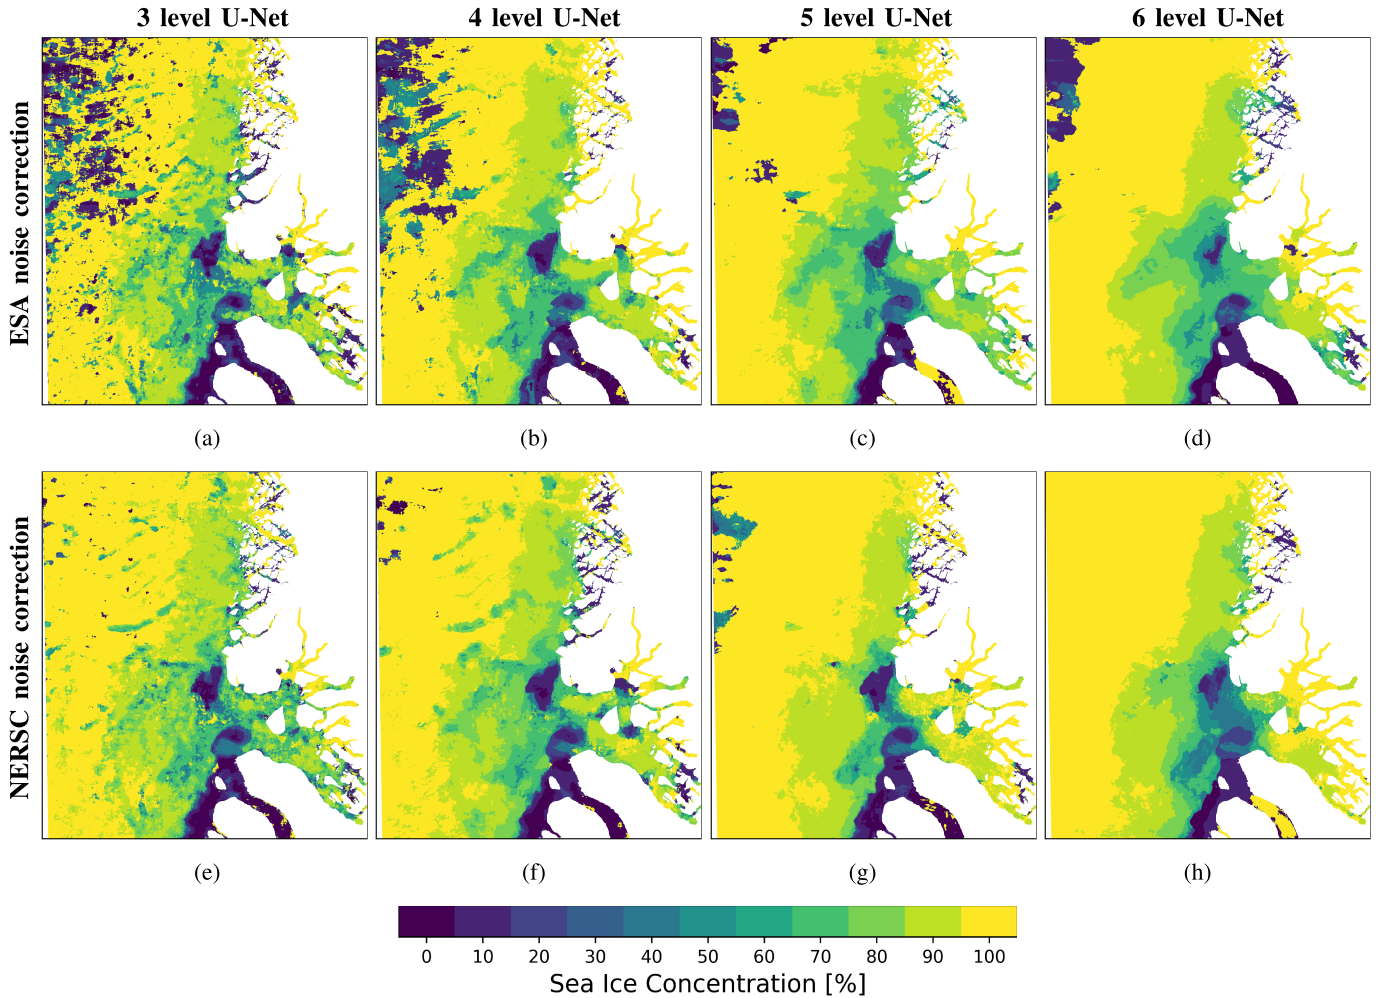 3 level U-Net 4 level U-Net 5 level U-Net 6 level U-Net
ESA noise correction
(a) (b) (c) (d)
NERSC noise correction
(e) (f) (g) (h)
0 10 20 30 40 50 60 70 80 90 100
Sea Ice Concentration [%]